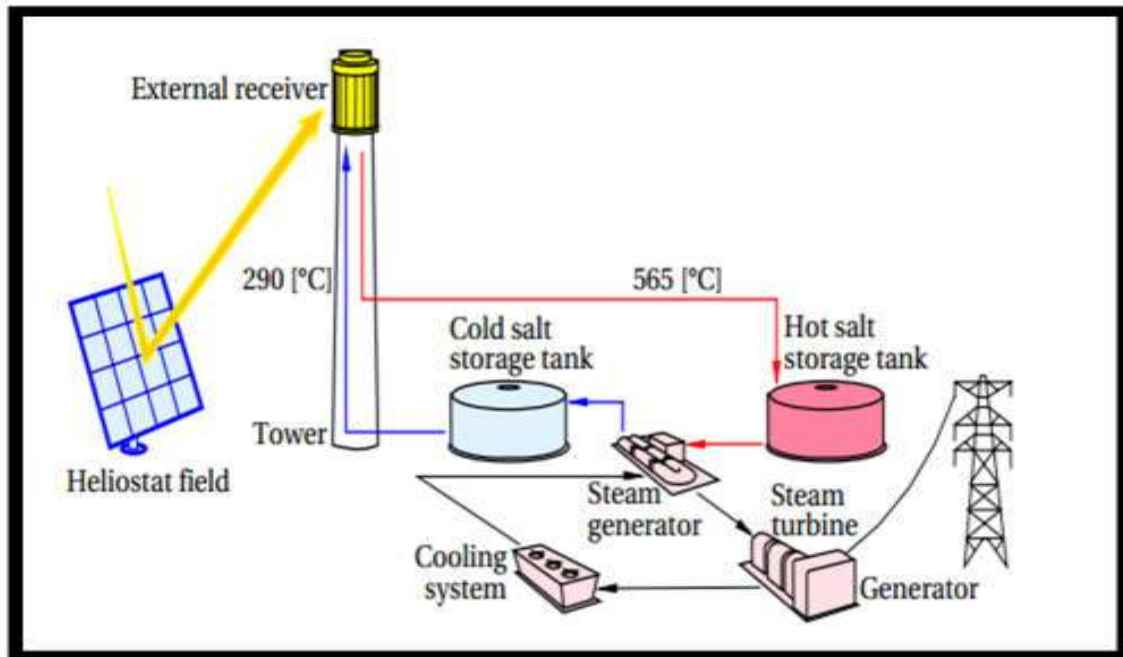 External receiver
290 [°C]
565 [°C]
Cold salt
storage tank
Hot salt
storage tank
Tower
Heliostat field
Steam
generator
Steam
turbine
Cooling
system
Generator